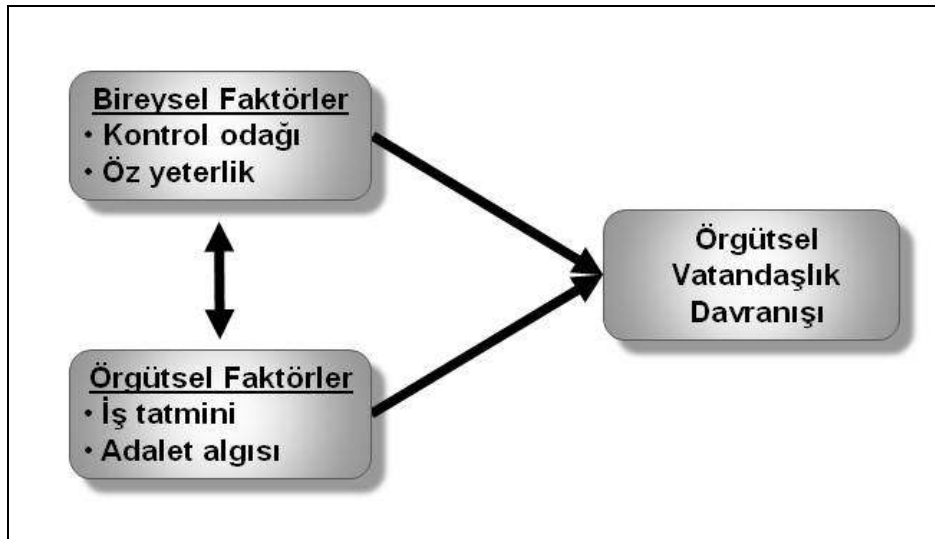 Bireysel Faktörler
• Kontrol odağı
• Öz yeterlik
Örgütsel
Vatandaşlık
Davranışı
Örgütsel Faktörler
• İş tatmini
• Adalet algısı